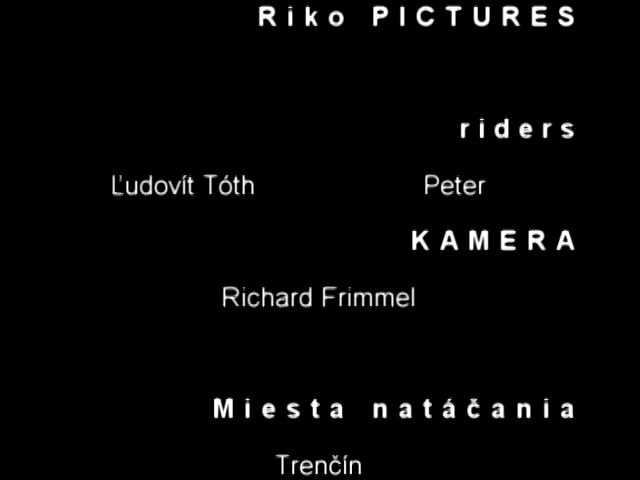 Riko PICTURES
riders
Ľudovít Tóth Peter
KAMERA
Richard Frimmel
Miesta natáčania
Trenčín